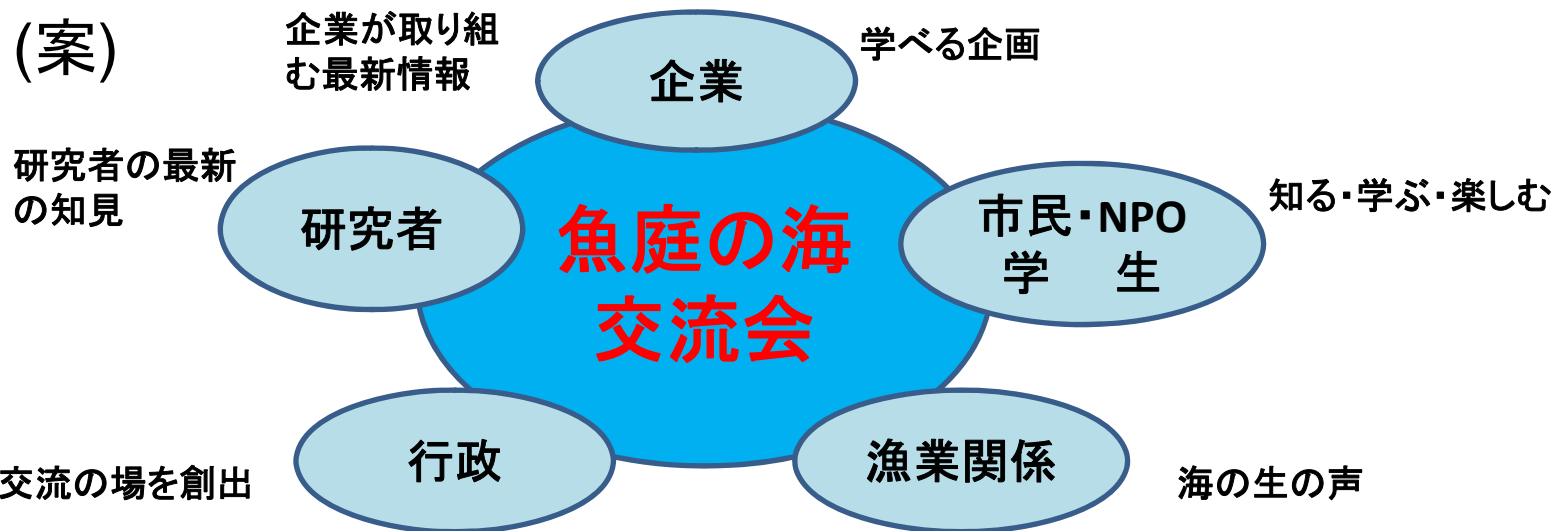 (案)
企業が取り組
む最新情報
企業
学べる企画
研究者の最新
の知見
研究者
魚庭の海
交流会
市民・NPO
学　生
知る・学ぶ・楽しむ
行政
交流の場を創出
漁業関係
海の生の声